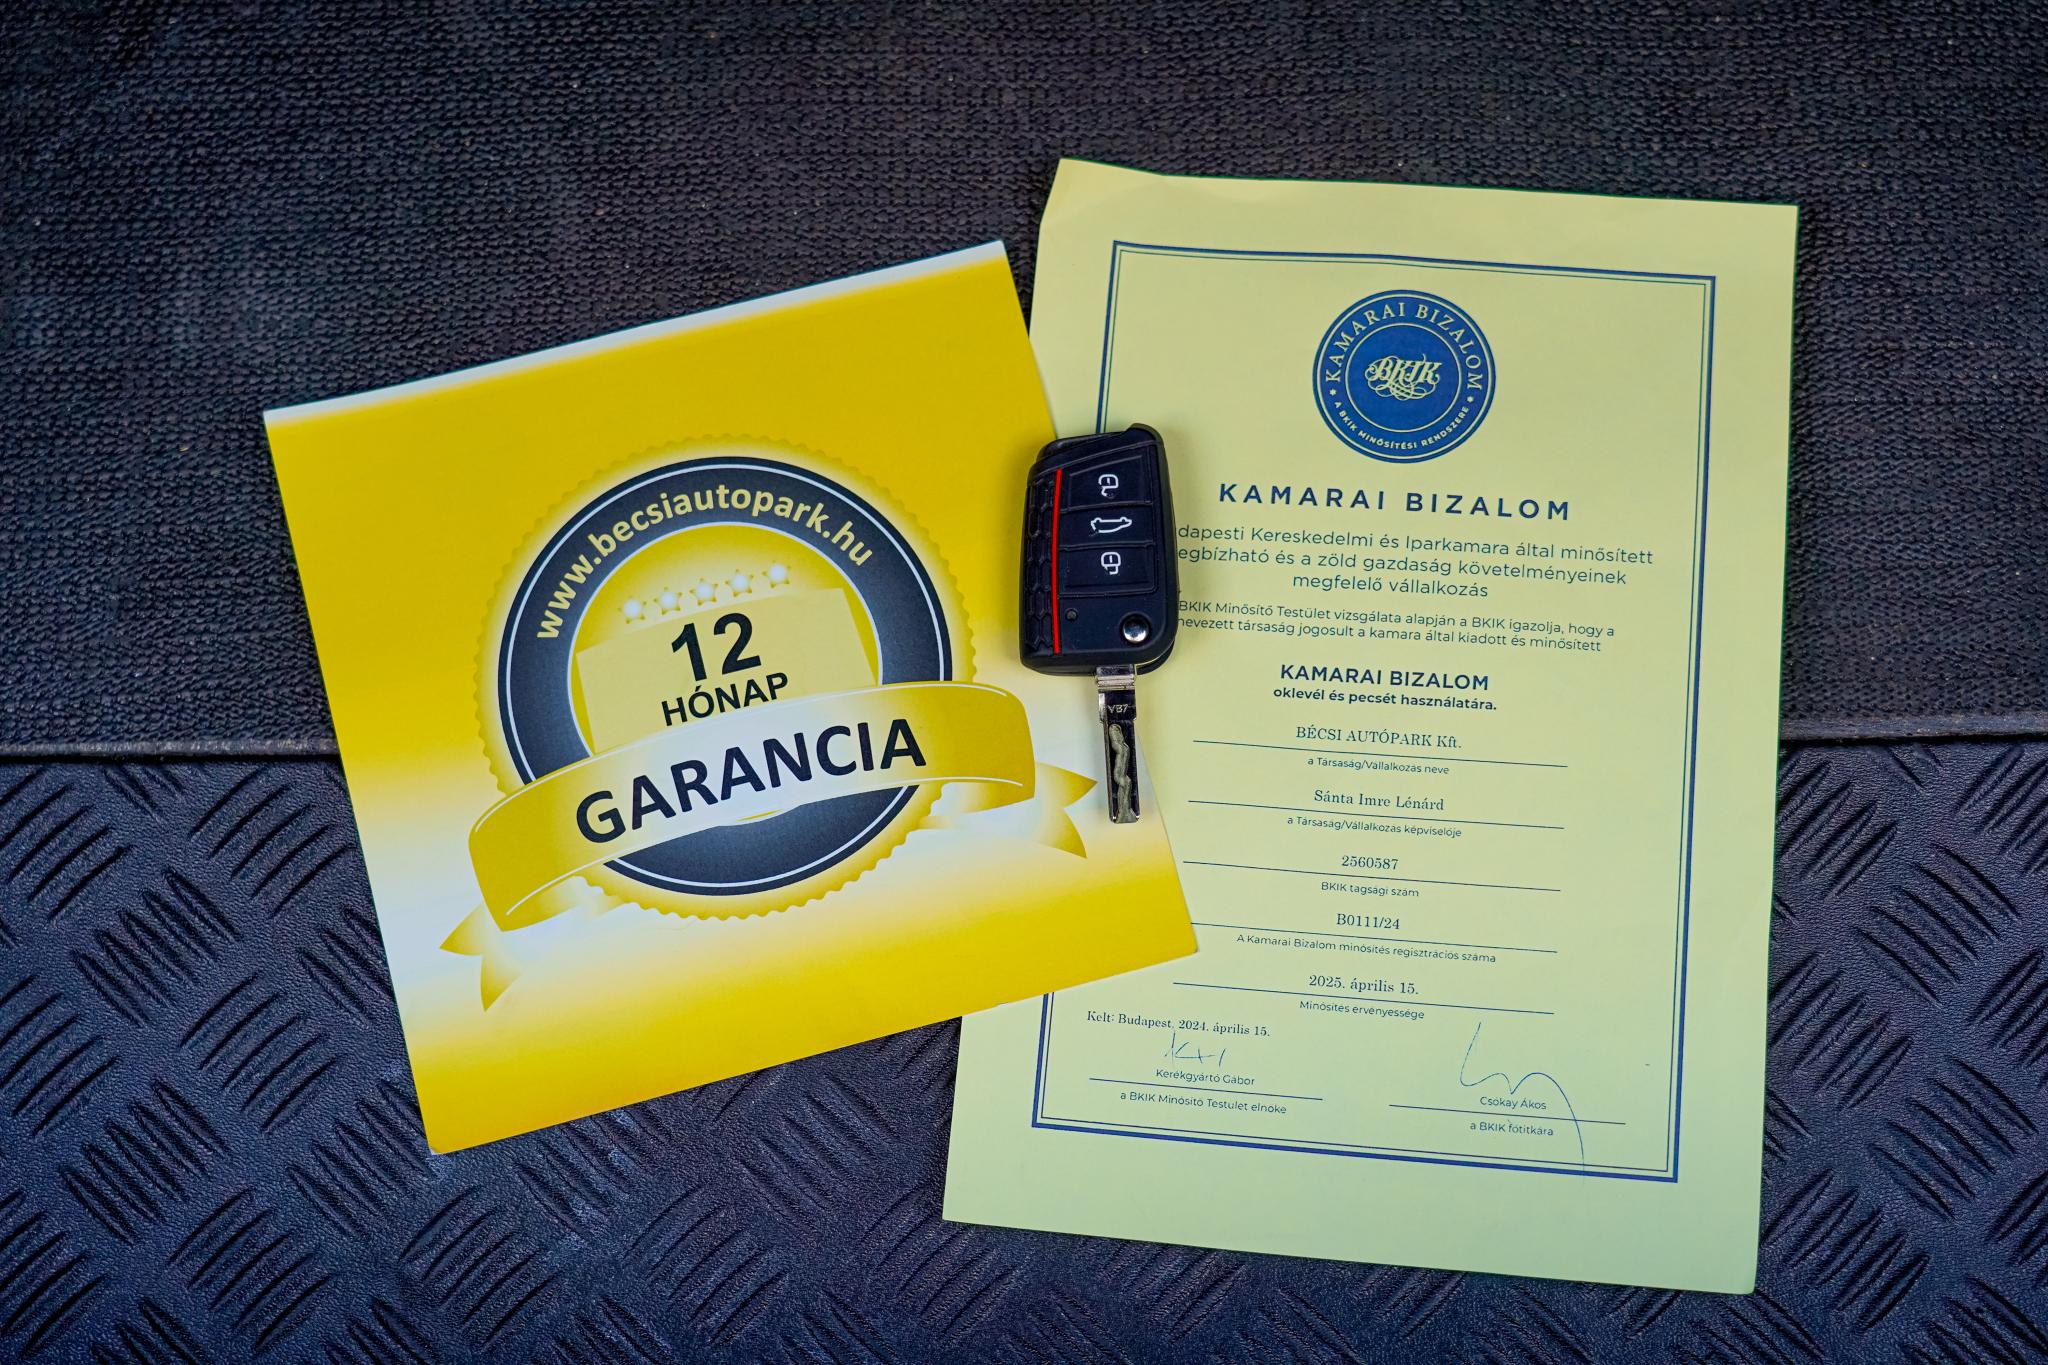 www.becsiautopark.hu
12
HÓNAP
GARANCIA
VB7
KAMARAI BIZALOM
BKIK
A BKIK MINŐSÍTÉSI RENDSZERE
KAMARAI BIZALOM
Kereskedelmi és Iparkamara által minősített
és a zöld gazdaság követelményeinek
megfelelő vállalkozás
BKIK Minősítő Testület vizsgálata alapján a BKIK igazolja, hogy a
nevezett társaság jogosult a kamara által kiadott és minősített
KAMARAI BIZALOM
oklevél és pecsét használatára.
BÉCSI AUTÓPARK Kft.
a Társaság/Vállalkozás neve
Sánta Imre Lénárd
a Társaság/Vállalkozás képviselője
2560587
BKIK tagsági szám
B0111/24
A Kamarai Bizalom minősítés regisztrációs száma
2025. április 15.
Minősítés érvényessége
Kelt: Budapest, 2024. április 15.
Kerékgyártó Gábor
a BKIK Minősítő Testület elnöke
Csókay Ákos
a BKIK főtitkára